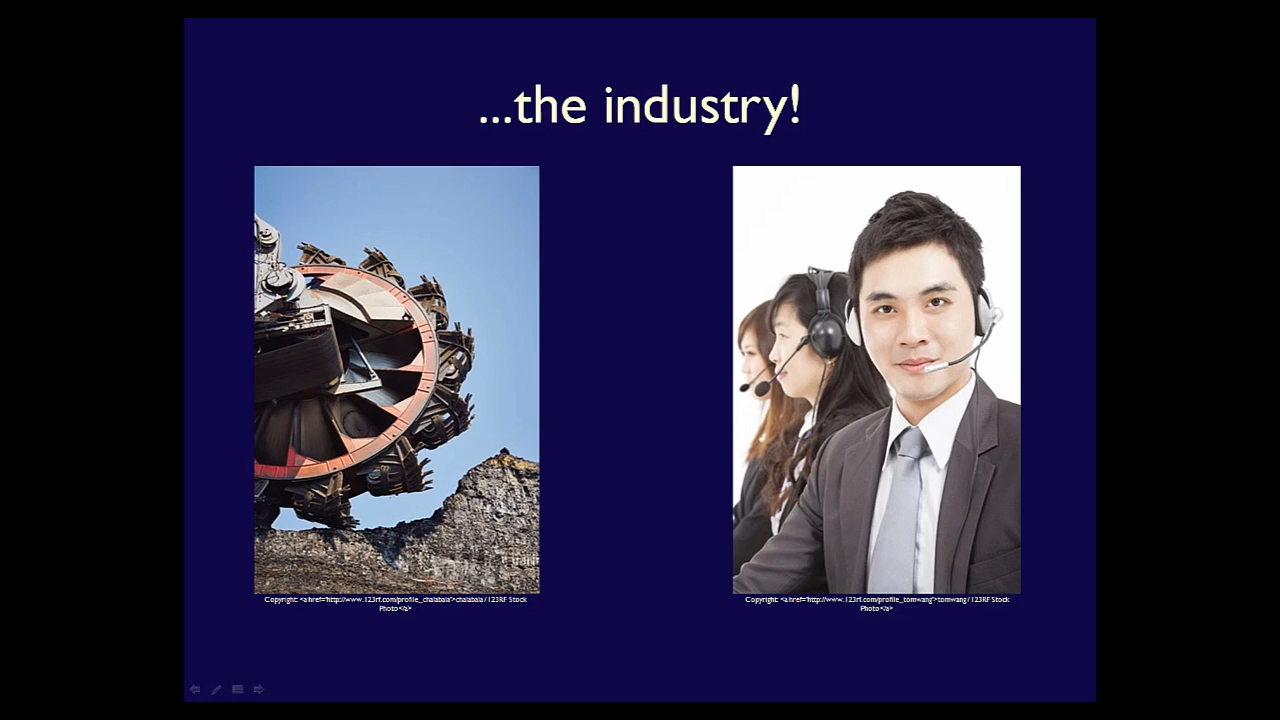 ...the industry!
Copyright: <a href="http://www.123rf.com/profile_chalabala">chalabala / 123RF Stock
Photo</a>
Copyright: <a href="http://www.123rf.com/profile_tomwang">tomwang / 123RF Stock
Photo</a>